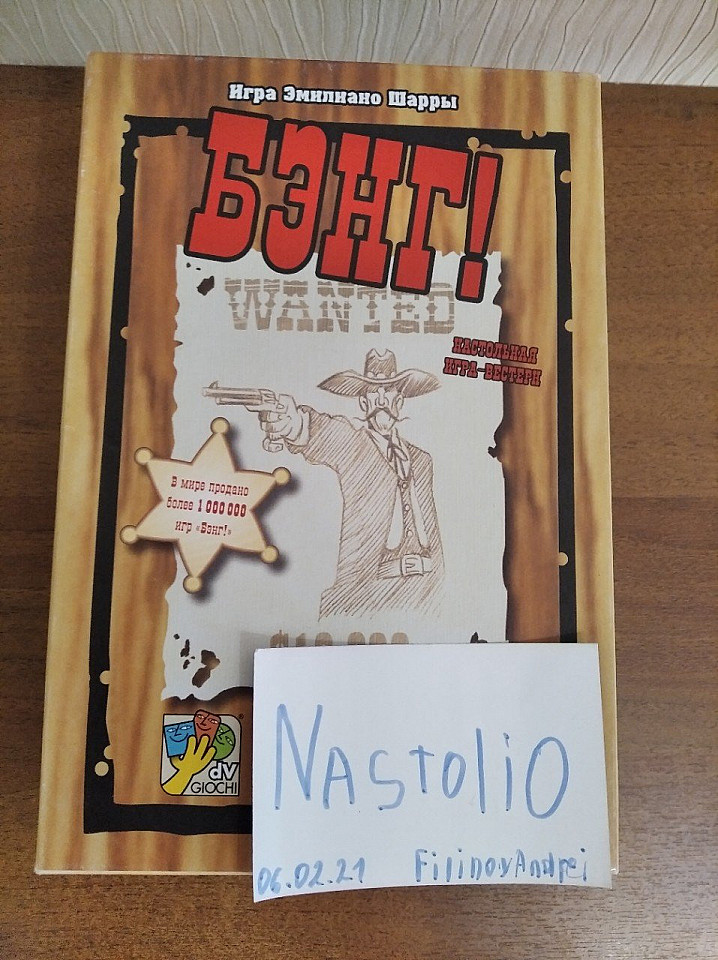 Игра Эмилиано Шарры
БЭНГ!
WANTED
НАСТОЛЬНАЯ
ИГРА-ВЕСТЕРН
В мире продано
более 1 000 000
игр «Бэнг!»
dV
GIOCHI
NAStoliO
06.02.21 FilinovAndrei